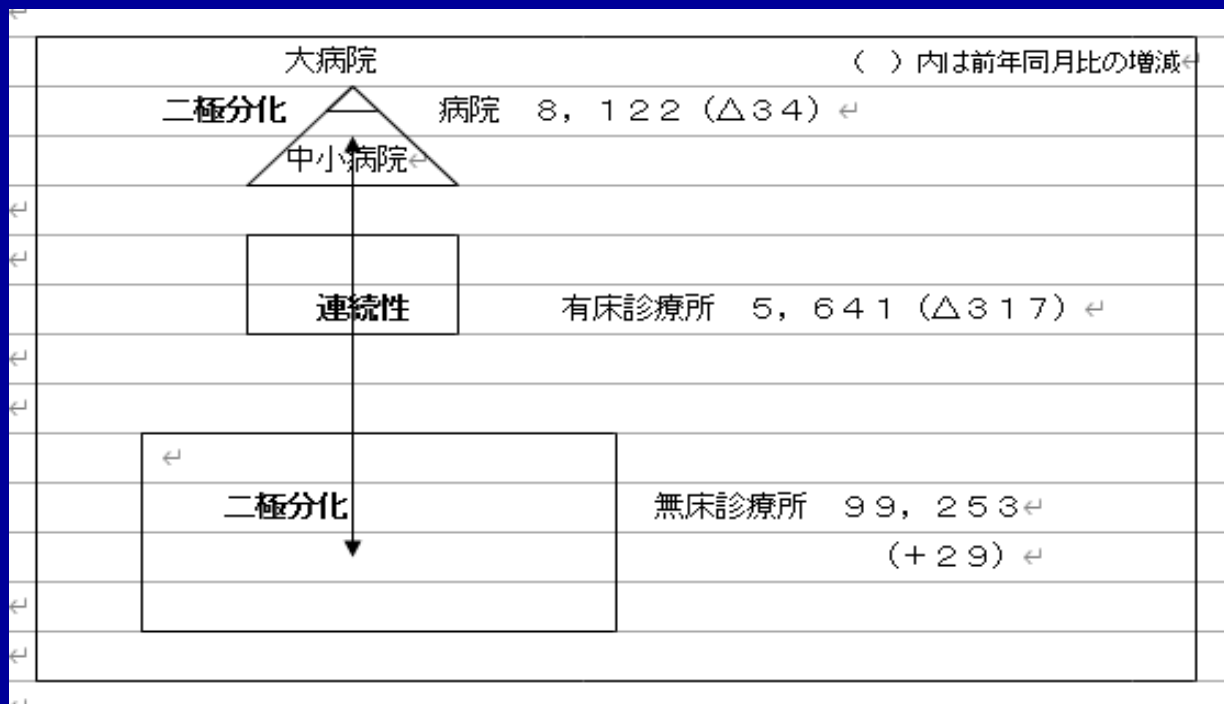 大病院 （ ）内は前年同月比の増減
二極分化 病院 ８，１２２（△３４）
中小病院
連続性 有床診療所 ５，６４１（△３１７）
二極分化 無床診療所 ９９，２５３
（＋２９）